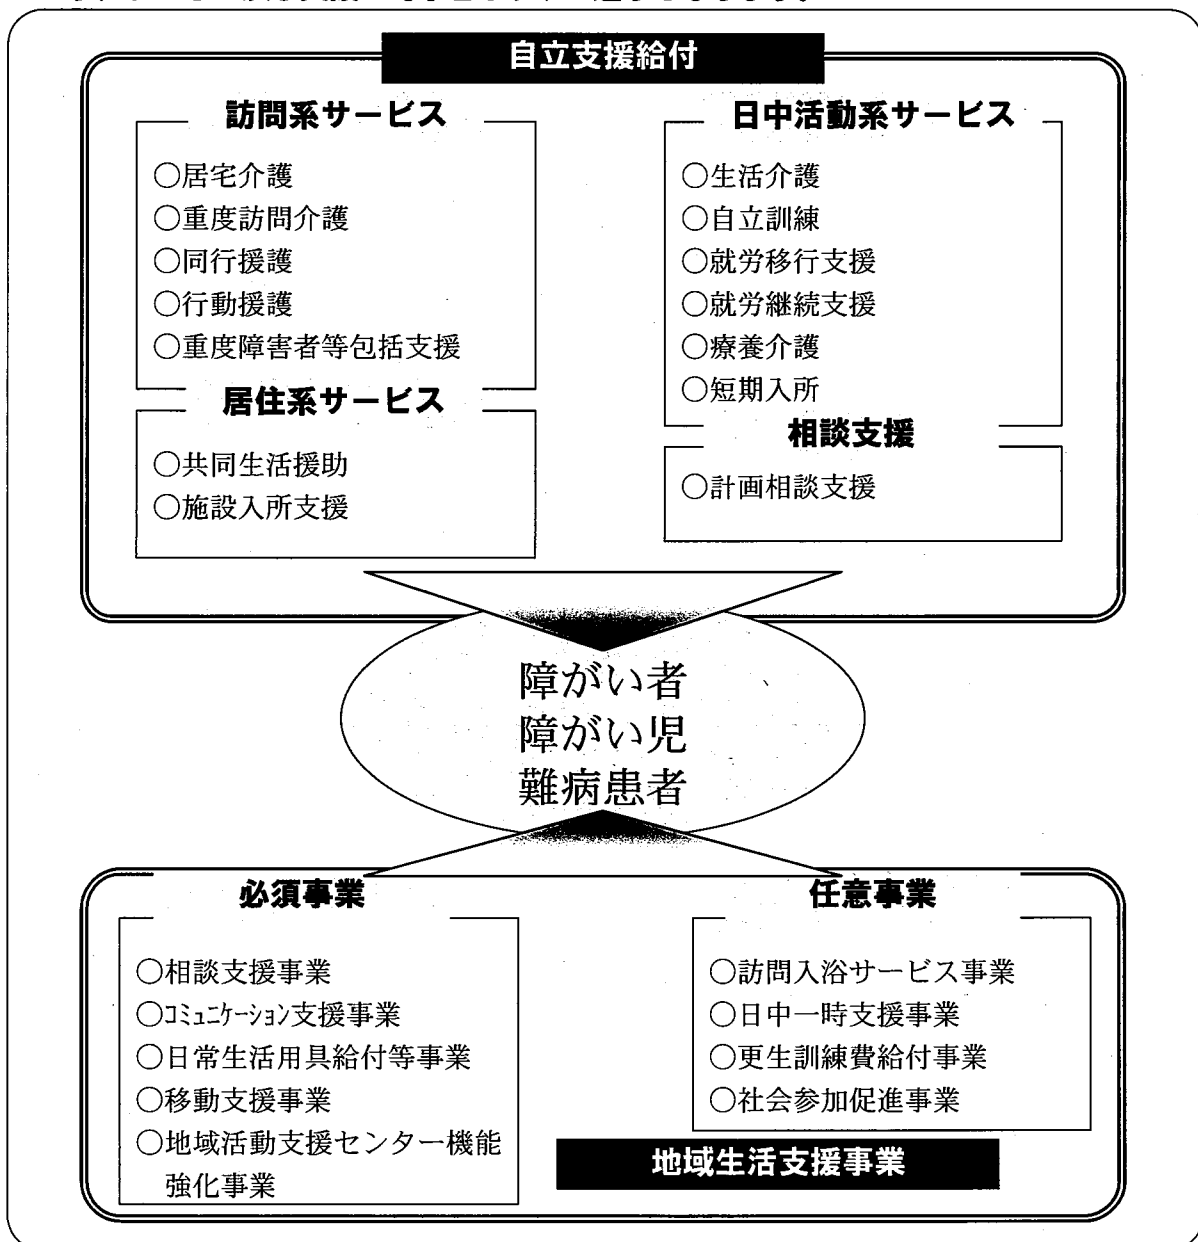 自立支援給付
訪問系サービス
○居宅介護
○重度訪問介護
○同行援護
○行動援護
○重度障害者等包括支援
居住系サービス
○共同生活援助
○施設入所支援
日中活動系サービス
○生活介護
○自立訓練
○就労移行支援
○就労継続支援
○療養介護
○短期入所
相談支援
○計画相談支援
障がい者
障がい児
難病患者
必須事業
○相談支援事業
○ｺﾐｭﾆｹｰｼｮﾝ支援事業
○日常生活用具給付等事業
○移動支援事業
○地域活動支援センター機能
強化事業
任意事業
○訪問入浴サービス事業
○日中一時支援事業
○更生訓練費給付事業
○社会参加促進事業
地域生活支援事業